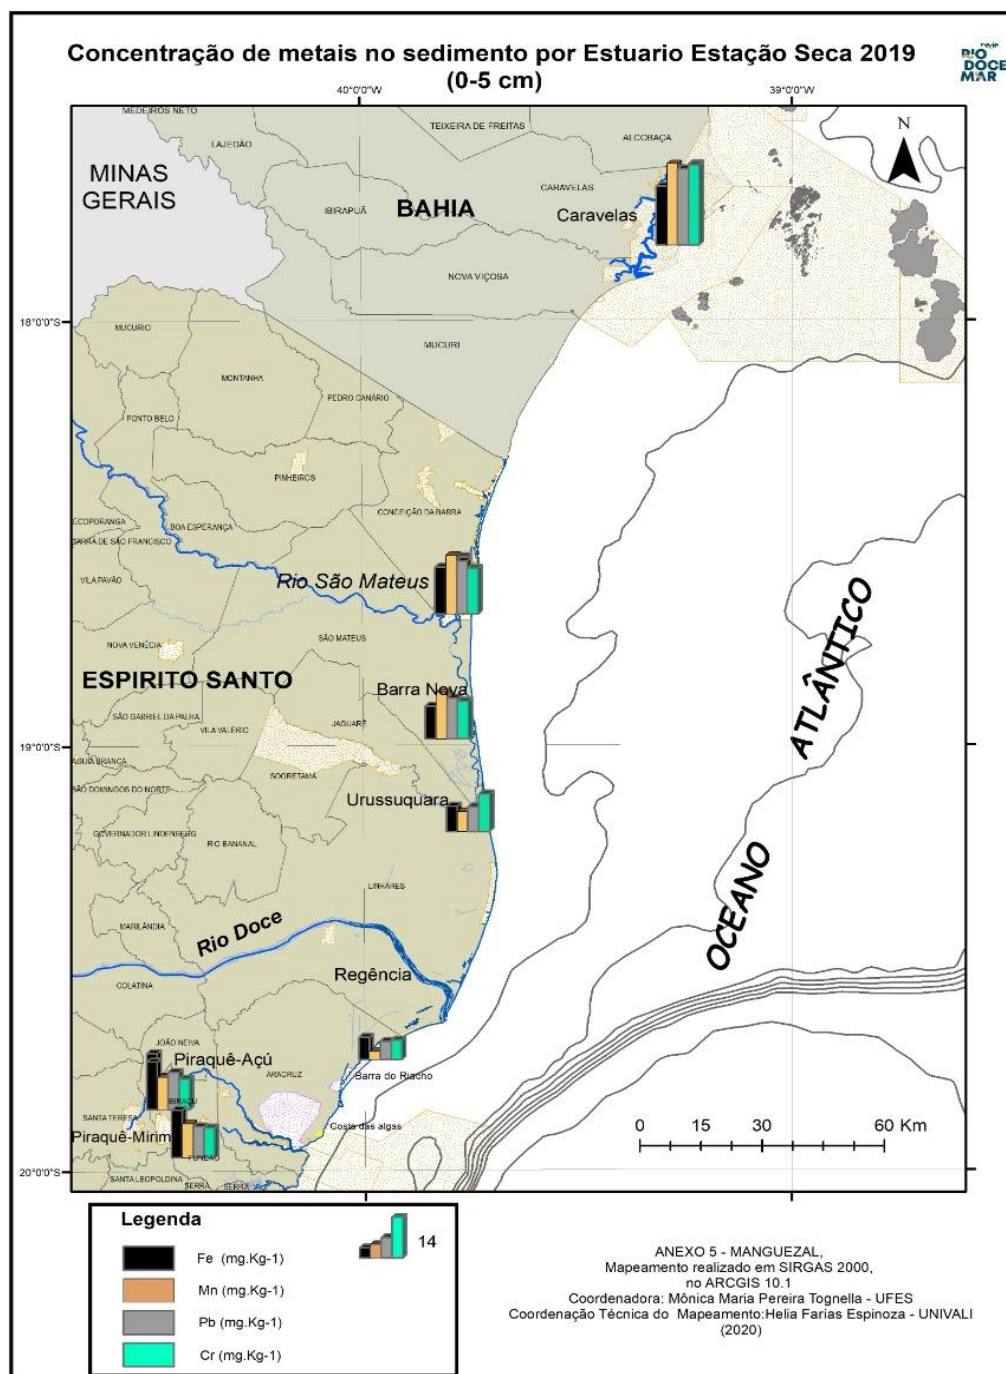 Concentração de metais no sedimento por Estuario Estação Seca 2019
(0-5 cm)
RIO
DOCE
MAR
40°0'0"W
39°0'0"W
MEDEIROS NETO
TEIXEIRA DE FREITAS
ALCOBAÇA
LAJEDÃO
N
MINAS
GERAIS
CARAVELAS
IBIRAPUÃ
BAHIA
Caravelas
NOVA VIÇOSA
18°0'0"S
MUCURICI
MUCURI
MONTANHA
PEDRO CANÁRIO
PONTO BELO
PINHEIROS
CONCEIÇÃO DA BARRA
ECOPORANGA
BOA ESPERANÇA
BARRA DE SÃO FRANCISCO
VILA PAVÃO
Rio São Mateus
ATLÂNTICO
NOVA VENÉCIA
SÃO MATEUS
ESPIRITO SANTO
Barra Nova
SÃO GABRIEL DA PALHA
VILA VALÉRIO
JAGUARÉ
19°0'0"S
AGUIA BRANCA
SOORETAMA
SÃO DOMINGOS DO NORTE
Urussuquara
GOVERNADOR LINDENBERG
RIO BANANAL
OCEANO
LINHARES
MARILÂNDIA
Rio Doce
Regência
COLATINA
JOÃO NEIVA
Piraquê-Açú
ARACRUZ
Barra do Riacho
IBIRAÇU
SANTA TERESA
Costa das algas
Piraquê-Mirim
FUNDÃO
0 15 30 60 Km
20°0'0"S
SANTA LEOPOLDINA
SERRA
SERRA
Legenda
14
Fe (mg.Kg-1)
Mn (mg.Kg-1)
Pb (mg.Kg-1)
Cr (mg.Kg-1)
ANEXO 5 - MANGUEZAL,
Mapeamento realizado em SIRGAS 2000,
no ARCGIS 10.1
Coordenadora: Mônica Maria Pereira Tognella - UFES
Coordenação Técnica do Mapeamento:Helia Farias Espinoza - UNIVALI
(2020)